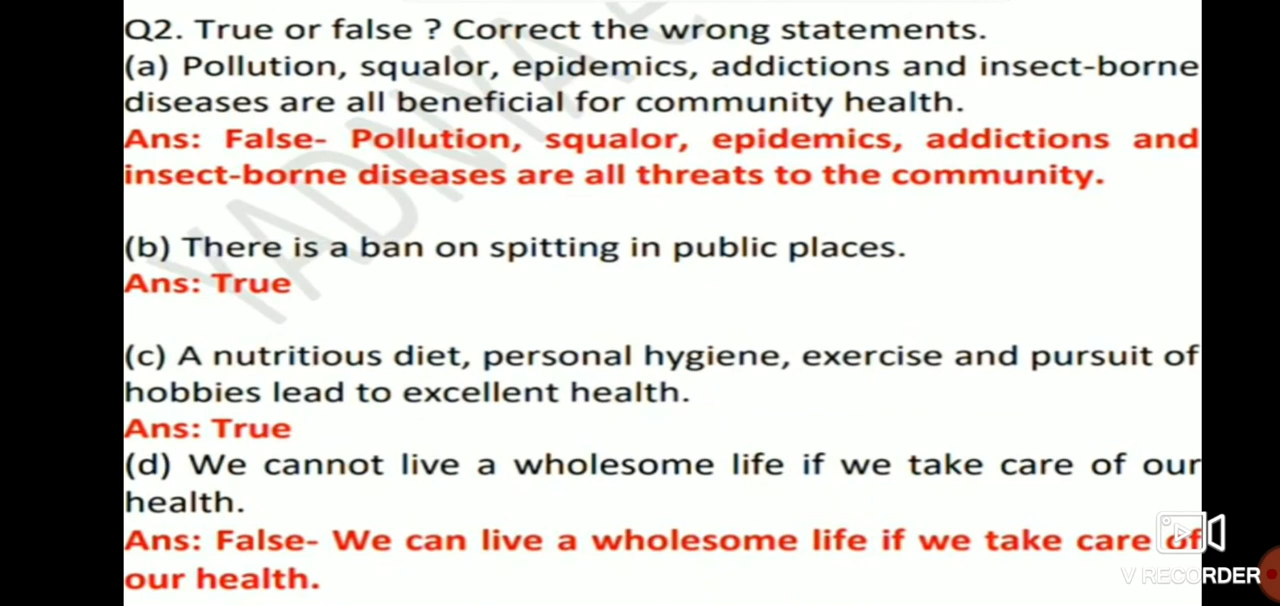 Q2. True or false ? Correct the wrong statements.
(a) Pollution, squalor, epidemics, addictions and insect-borne
diseases are all beneficial for community health.
Ans: False- Pollution, squalor, epidemics, addictions and
insect-borne diseases are all threats to the community.
(b) There is a ban on spitting in public places.
Ans: True
(c) A nutritious diet, personal hygiene, exercise and pursuit of
hobbies lead to excellent health.
Ans: True
(d) We cannot live a wholesome life if we take care of our
health.
Ans: False- We can live a wholesome life if we take care of
our health.
V RECORDER